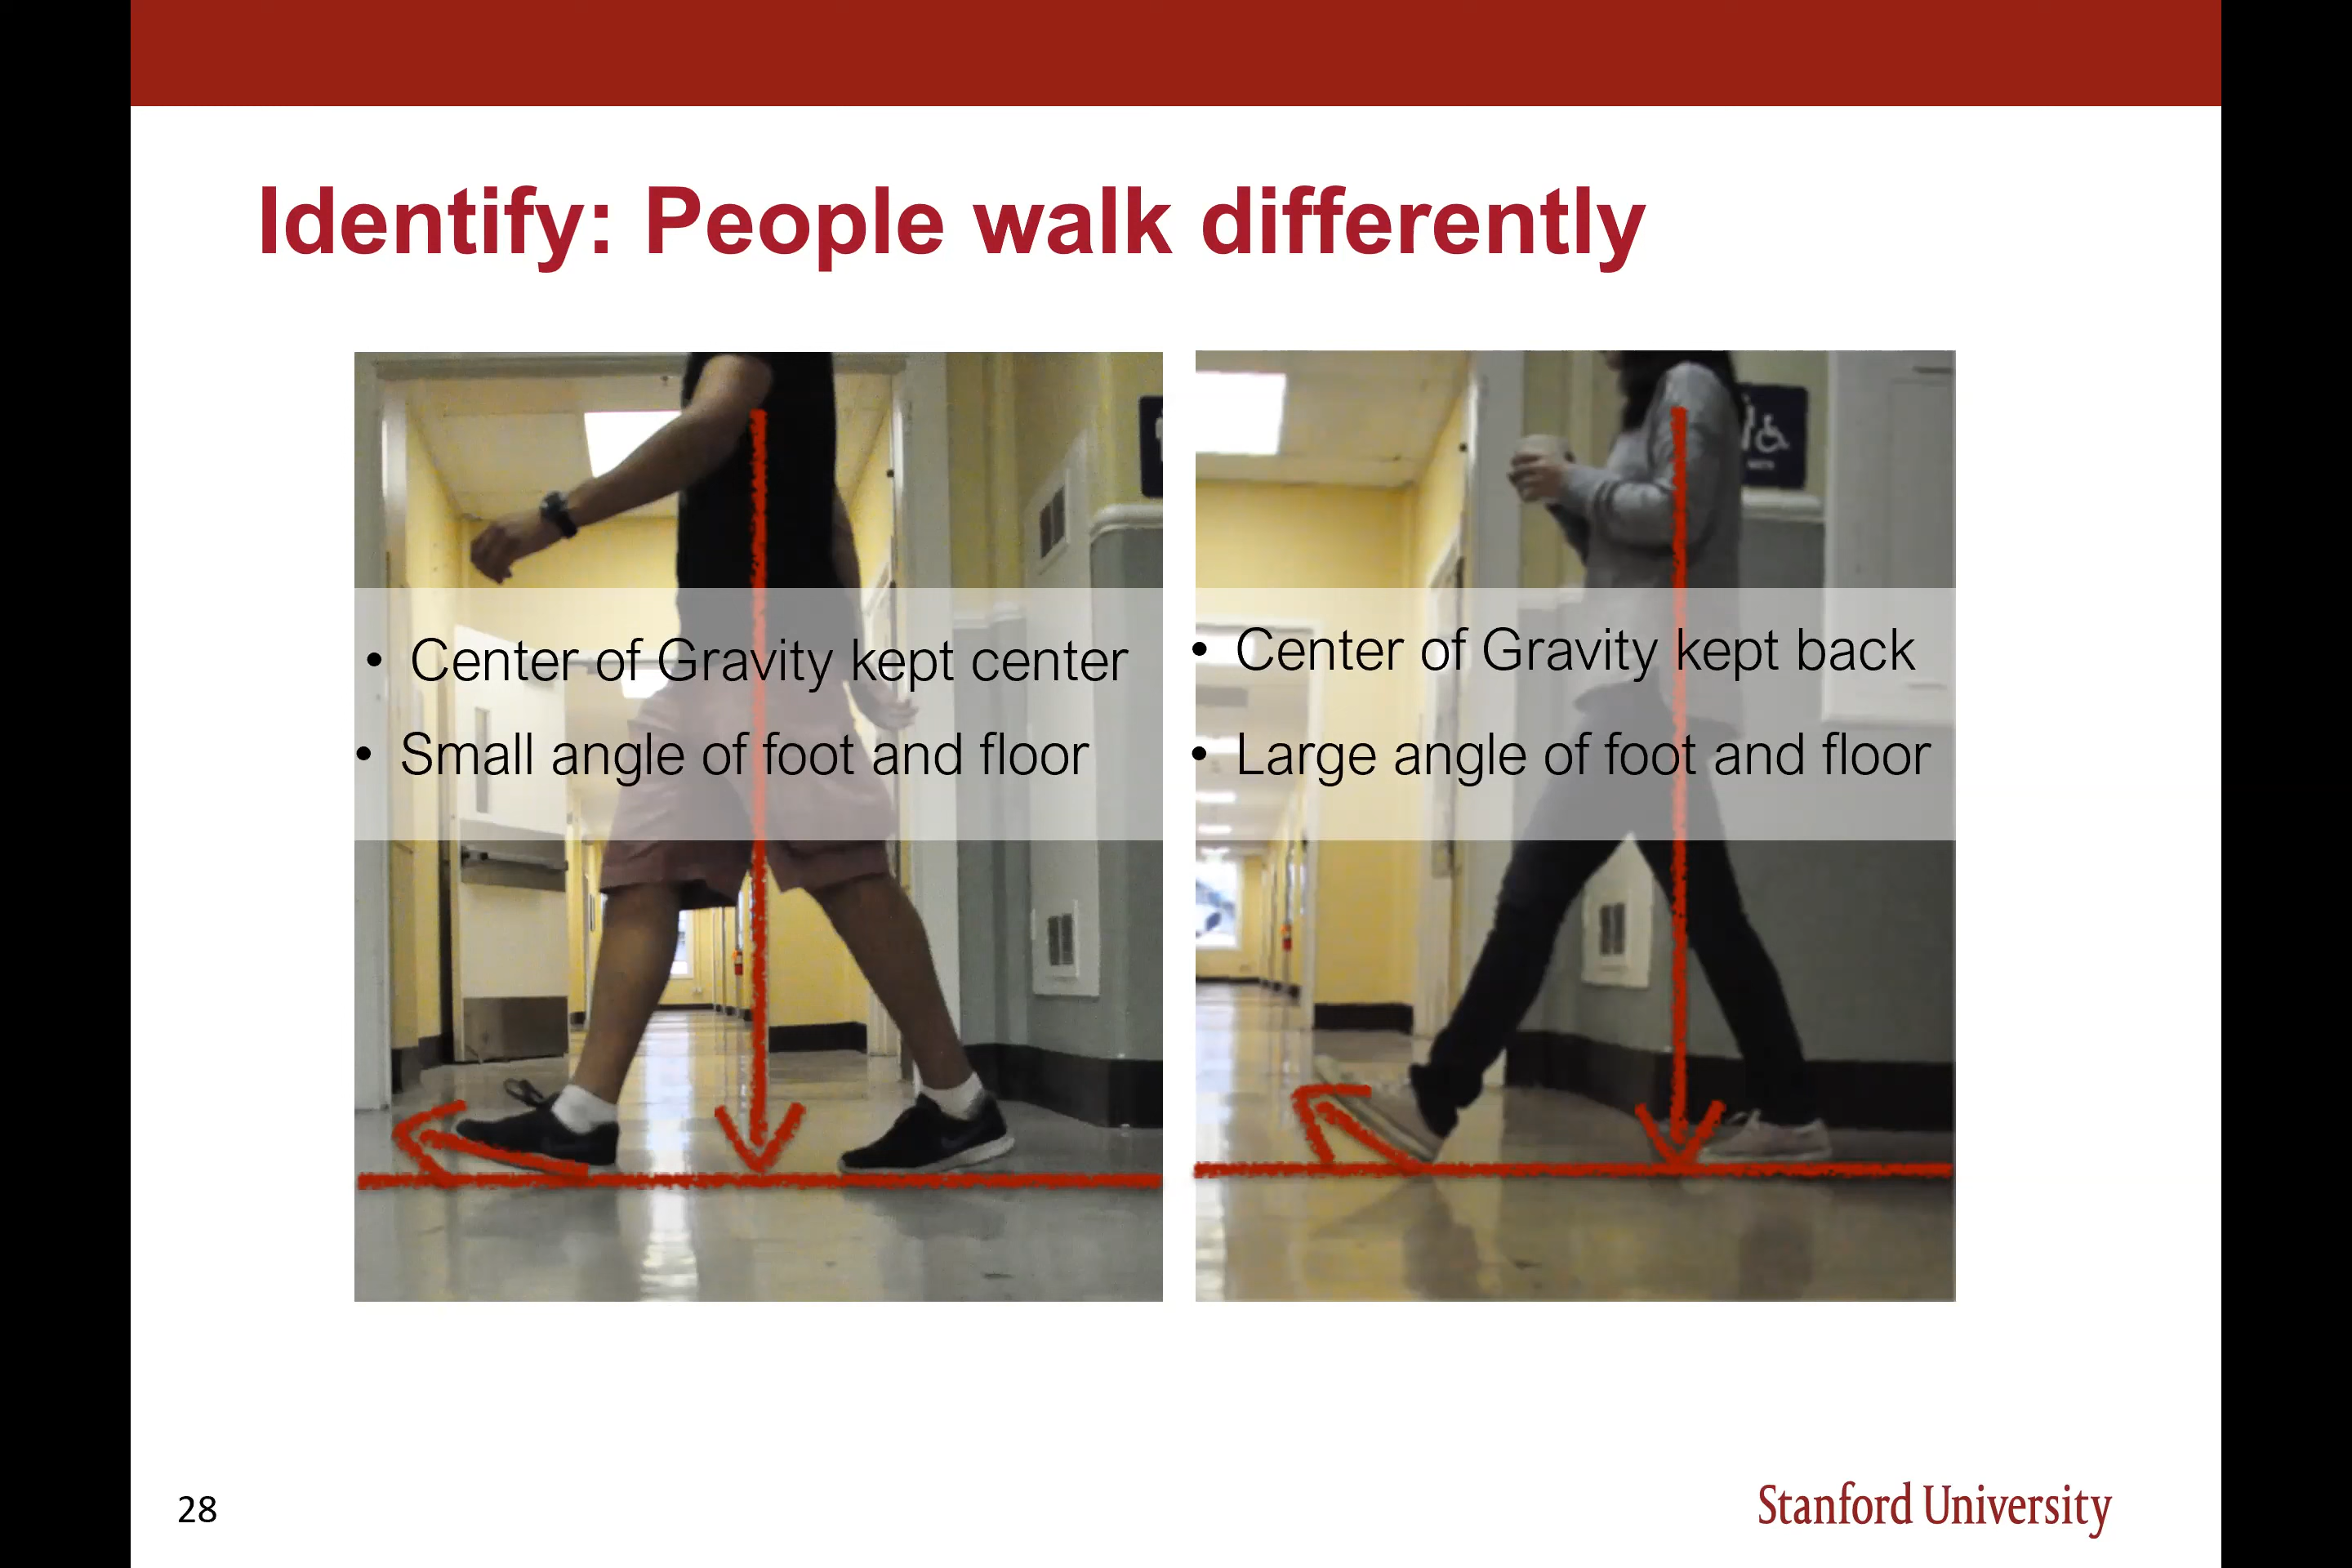 Identify: People walk differently
• Center of Gravity kept center
• Small angle of foot and floor
• Center of Gravity kept back
• Large angle of foot and floor
28
Stanford University